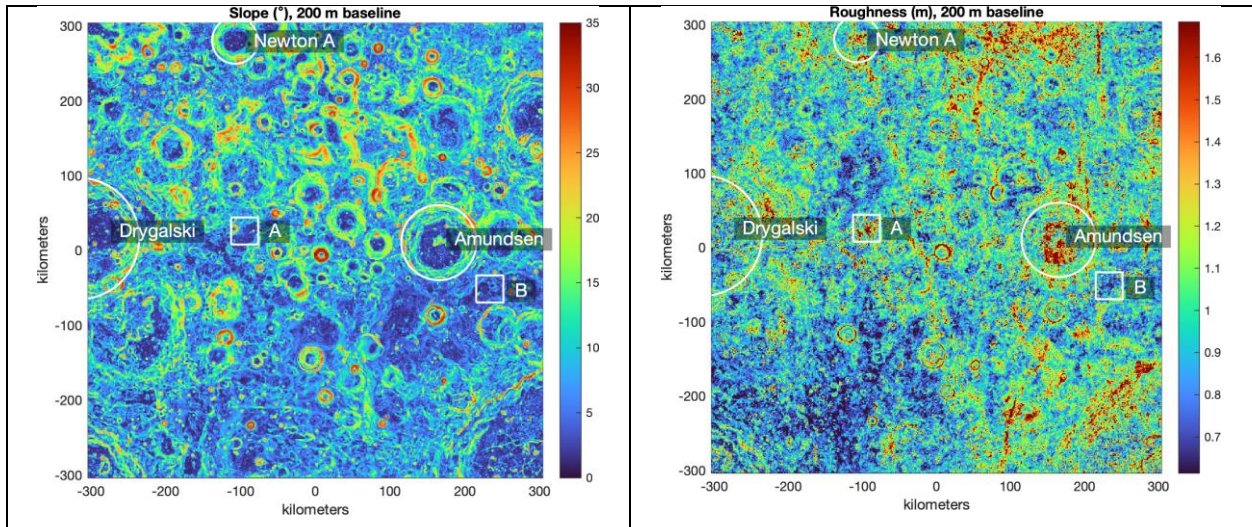 Slope (°), 200 m baseline
Newton A
Drygalski
A
Amundsen
B
kilometers
300
200
100
0
-100
-200
-300
-300
-200
-100
0
100
200
300
kilometers
35
30
25
20
15
10
5
0
Roughness (m), 200 m baseline
Newton A
Drygalski
A
Amundsen
B
kilometers
300
200
100
0
-100
-200
-300
-300
-200
-100
0
100
200
300
kilometers
1.6
1.5
1.4
1.3
1.2
1.1
1
0.9
0.8
0.7